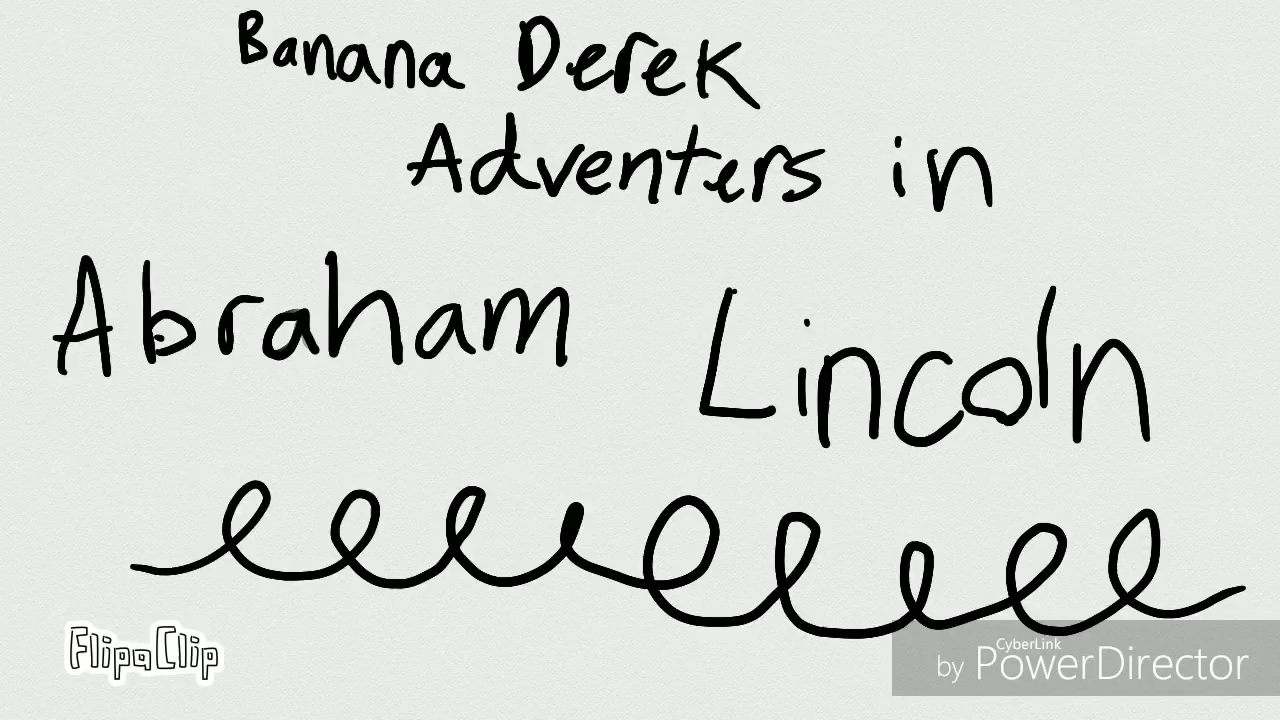 Banana Derek
Adventers in
Abraham Lincoln
FlipaClip
CyberLink
by PowerDirector